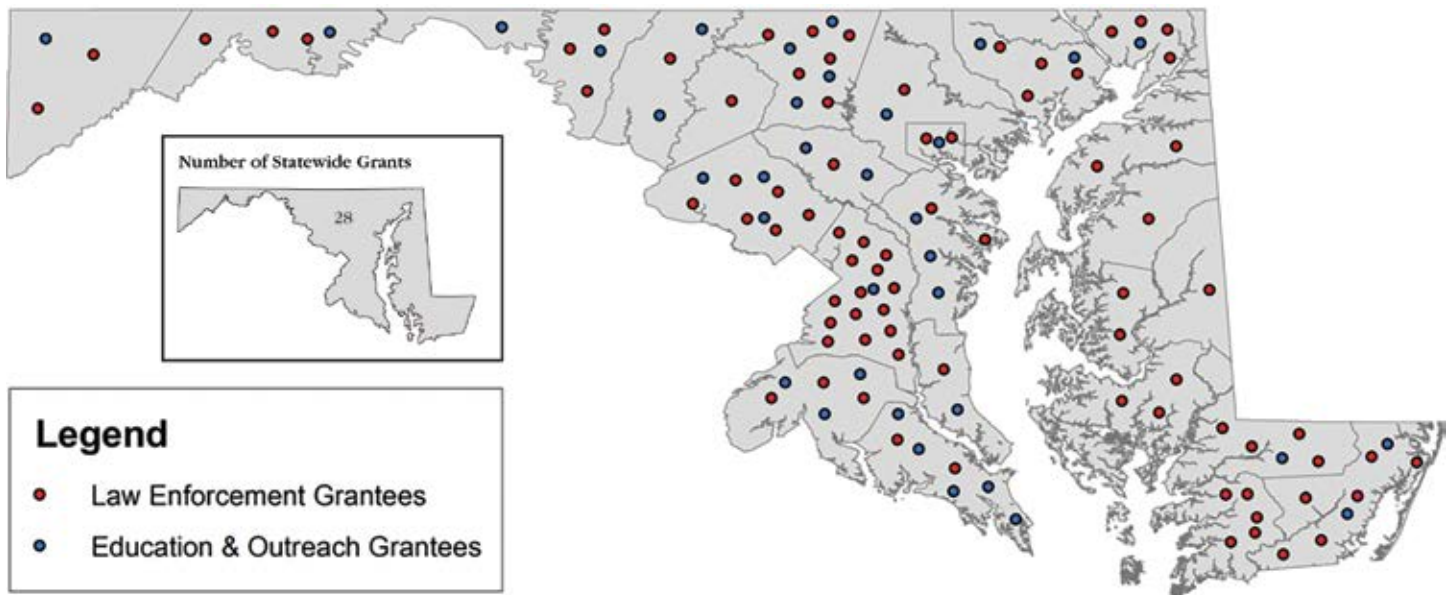 Number of Statewide Grants
28
Legend
Law Enforcement Grantees
Education & Outreach Grantees